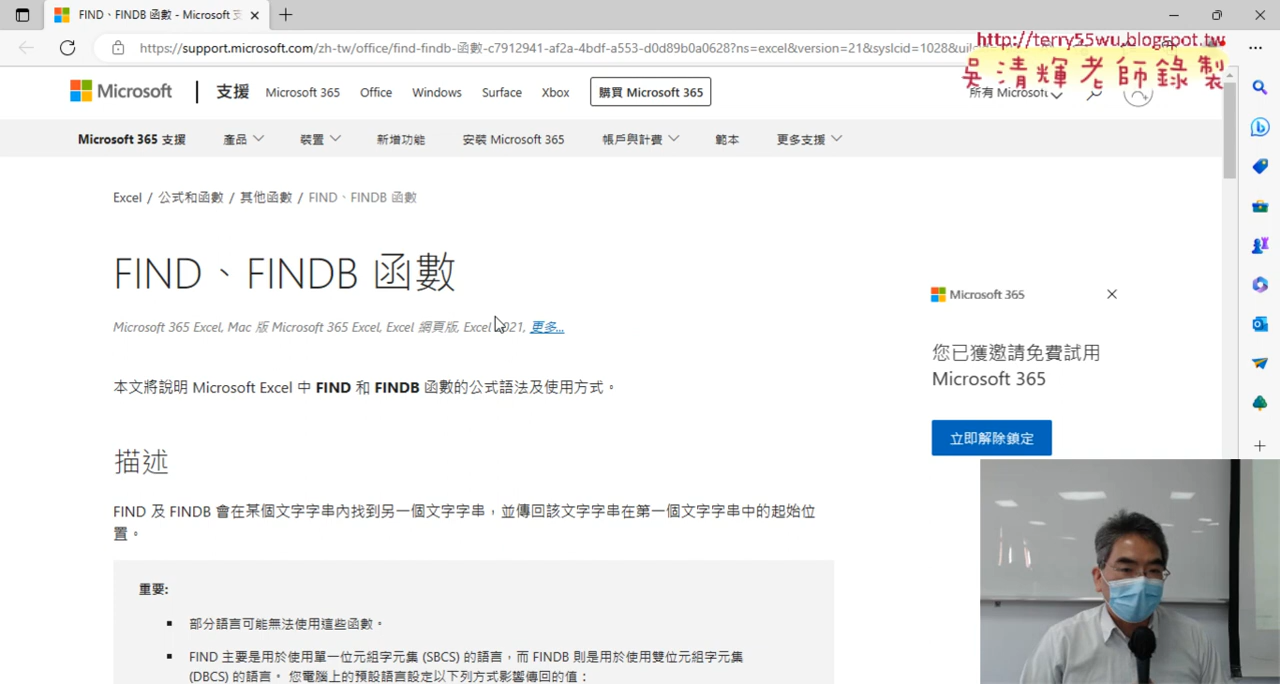 FIND、FINDB 函數 - Microsoft 支
https://support.microsoft.com/zh-tw/office/find-findb-函數-c7912941-af2a-4bdf-a553-d0d89b0a0628?ns=excel&version=21&syslcid=1028&uil
http://terry55wu.blogspot.tw
吳清輝老師錄製
Microsoft 支援 Microsoft 365 Office Windows Surface Xbox 購買 Microsoft 365 所有 Microsoft
Microsoft 365 支援 產品 裝置 新增功能 安裝 Microsoft 365 帳戶與計費 範本 更多支援
Excel / 公式和函數 / 其他函數 / FIND、FINDB 函數
FIND、FINDB 函數
Microsoft 365 Excel, Mac 版 Microsoft 365 Excel, Excel 網頁版, Excel 2021, 更多...
Microsoft 365
您已獲邀請免費試用
Microsoft 365
立即解除鎖定
本文將說明 Microsoft Excel 中 FIND 和 FINDB 函數的公式語法及使用方式。
描述
FIND 及 FINDB 會在某個文字字串內找到另一個文字字串，並傳回該文字字串在第一個文字字串中的起始位
置。
重要:
▪ 部分語言可能無法使用這些函數。
▪ FIND 主要是用於使用單一位元組字元集 (SBCS) 的語言，而 FINDB 則是用於使用雙位元組字元集
(DBCS) 的語言。 您電腦上的預設語言設定以下列方式影響傳回的值：